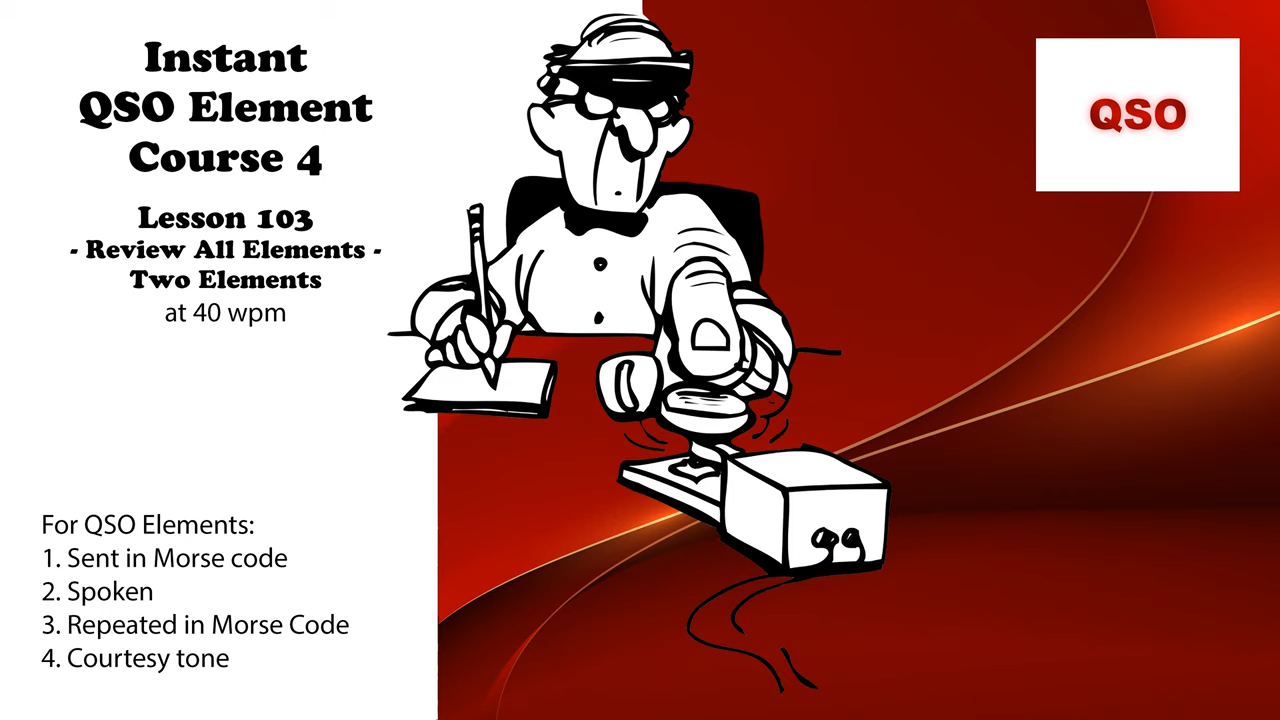 Instant
QSO Element
Course 4
Lesson 103
- Review All Elements -
Two Elements
at 40 wpm
QSO
For QSO Elements:
1. Sent in Morse code
2. Spoken
3. Repeated in Morse Code
4. Courtesy tone